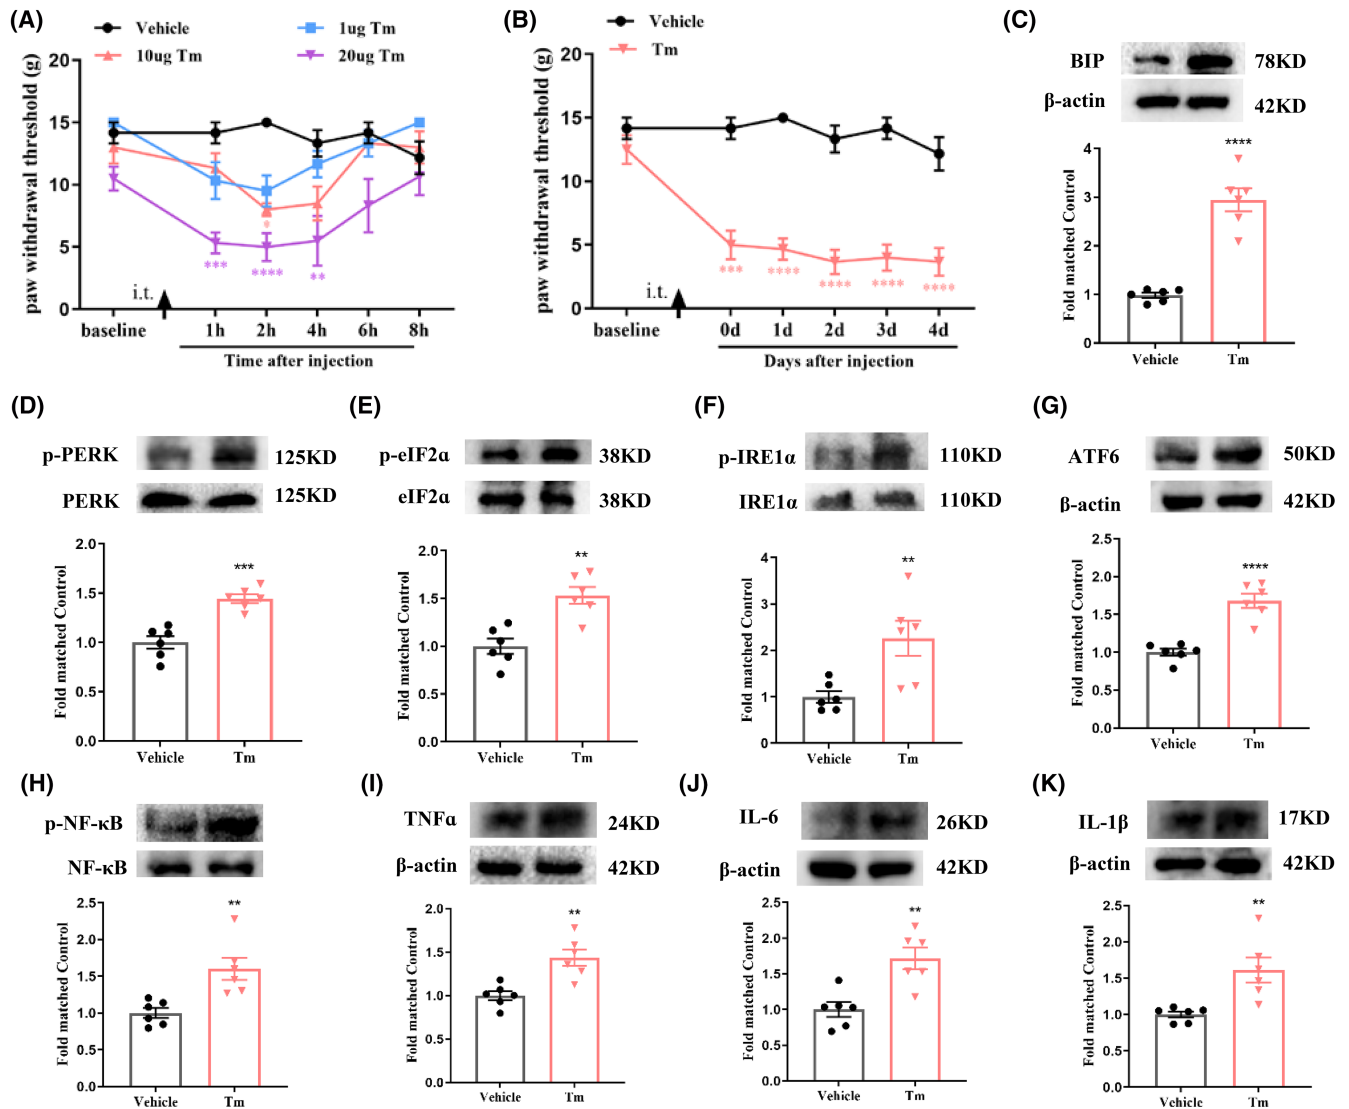 (A)
Vehicle
1ug Tm
10ug Tm
20ug Tm
paw withdrawal threshold (g)
20
15
10
5
0
i.t.
*
*** **** **
baseline 1h 2h 4h 6h 8h
Time after injection
(B)
Vehicle
Tm
paw withdrawal threshold (g)
20
15
10
5
0
i.t.
*** **** **** **** ****
baseline 0d 1d 2d 3d 4d
Days after injection
(C)
BIP 78KD
β-actin 42KD
Fold matched Control
4
3
2
1
0
****
Vehicle Tm
(D)
p-PERK 125KD
PERK 125KD
Fold matched Control
2.0
1.5
1.0
0.5
0.0
***
Vehicle Tm
(E)
p-eIF2α 38KD
eIF2α 38KD
Fold matched Control
2.0
1.5
1.0
0.5
0.0
**
Vehicle Tm
(F)
p-IRE1α 110KD
IRE1α 110KD
Fold matched Control
4
3
2
1
0
**
Vehicle Tm
(G)
ATF6 50KD
β-actin 42KD
Fold matched Control
2.5
2.0
1.5
1.0
0.5
0.0
****
Vehicle Tm
(H)
p-NF-κB
NF-κB
Fold matched Control
2.5
2.0
1.5
1.0
0.5
0.0
**
Vehicle Tm
(I)
TNFα 24KD
β-actin 42KD
Fold matched Control
2.0
1.5
1.0
0.5
0.0
**
Vehicle Tm
(J)
IL-6 26KD
β-actin 42KD
Fold matched Control
2.5
2.0
1.5
1.0
0.5
0.0
**
Vehicle Tm
(K)
IL-1β 17KD
β-actin 42KD
Fold matched Control
2.5
2.0
1.5
1.0
0.5
0.0
**
Vehicle Tm